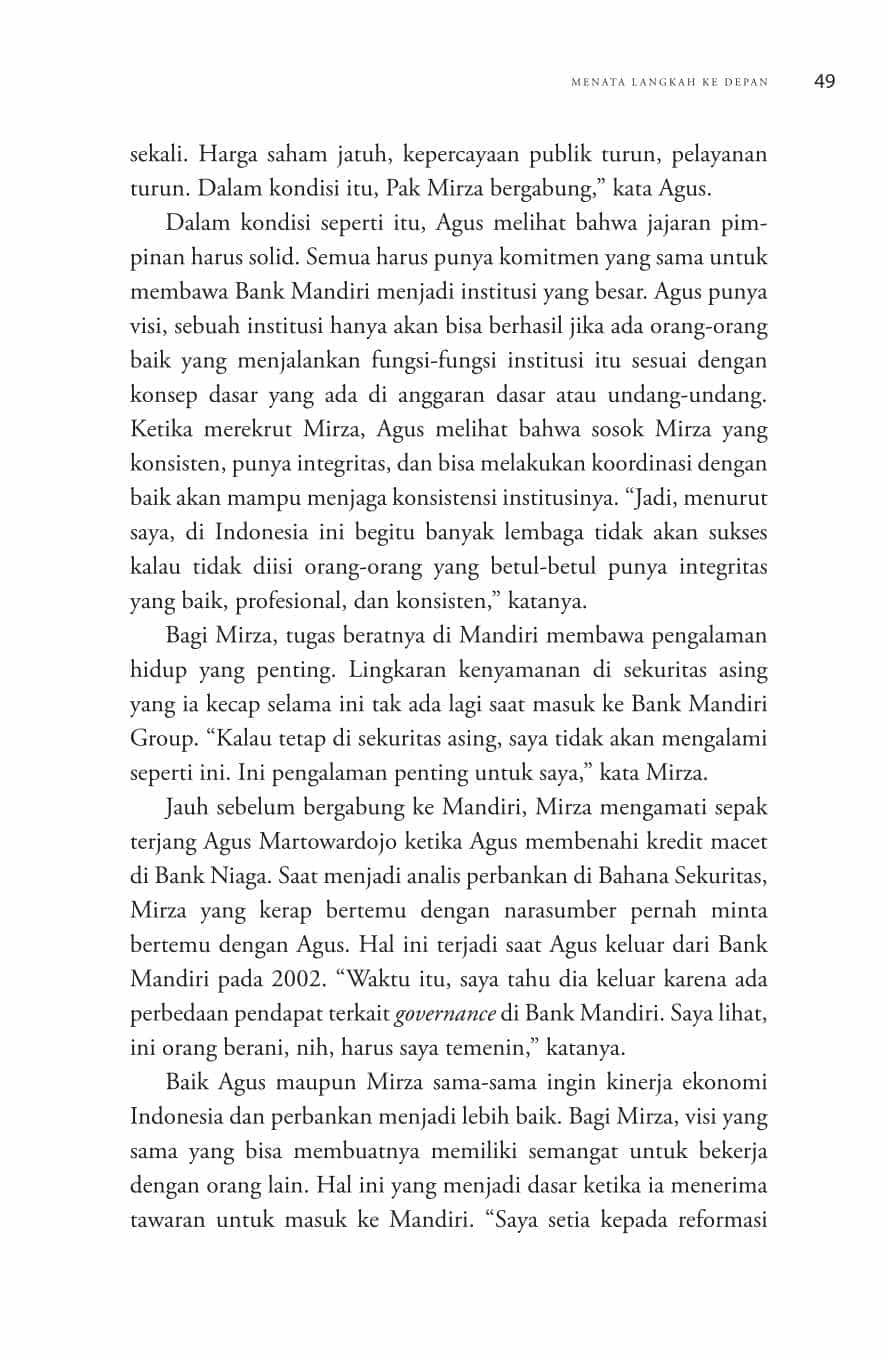 MENATA LANGKAH KE DEPAN 49
sekali. Harga saham jatuh, kepercayaan publik turun, pelayanan
turun. Dalam kondisi itu, Pak Mirza bergabung,” kata Agus.
Dalam kondisi seperti itu, Agus melihat bahwa jajaran pim-
pinan harus solid. Semua harus punya komitmen yang sama untuk
membawa Bank Mandiri menjadi institusi yang besar. Agus punya
visi, sebuah institusi hanya akan bisa berhasil jika ada orang-orang
baik yang menjalankan fungsi-fungsi institusi itu sesuai dengan
konsep dasar yang ada di anggaran dasar atau undang-undang.
Ketika merekrut Mirza, Agus melihat bahwa sosok Mirza yang
konsisten, punya integritas, dan bisa melakukan koordinasi dengan
baik akan mampu menjaga konsistensi institusinya. “Jadi, menurut
saya, di Indonesia ini begitu banyak lembaga tidak akan sukses
kalau tidak diisi orang-orang yang betul-betul punya integritas
yang baik, profesional, dan konsisten,” katanya.
Bagi Mirza, tugas beratnya di Mandiri membawa pengalaman
hidup yang penting. Lingkaran kenyamanan di sekuritas asing
yang ia kecap selama ini tak ada lagi saat masuk ke Bank Mandiri
Group. “Kalau tetap di sekuritas asing, saya tidak akan mengalami
seperti ini. Ini pengalaman penting untuk saya,” kata Mirza.
Jauh sebelum bergabung ke Mandiri, Mirza mengamati sepak
terjang Agus Martowardojo ketika Agus membenahi kredit macet
di Bank Niaga. Saat menjadi analis perbankan di Bahana Sekuritas,
Mirza yang kerap bertemu dengan narasumber pernah minta
bertemu dengan Agus. Hal ini terjadi saat Agus keluar dari Bank
Mandiri pada 2002. “Waktu itu, saya tahu dia keluar karena ada
perbedaan pendapat terkait governance di Bank Mandiri. Saya lihat,
ini orang berani, nih, harus saya temenin,” katanya.
Baik Agus maupun Mirza sama-sama ingin kinerja ekonomi
Indonesia dan perbankan menjadi lebih baik. Bagi Mirza, visi yang
sama yang bisa membuatnya memiliki semangat untuk bekerja
dengan orang lain. Hal ini yang menjadi dasar ketika ia menerima
tawaran untuk masuk ke Mandiri. “Saya setia kepada reformasi